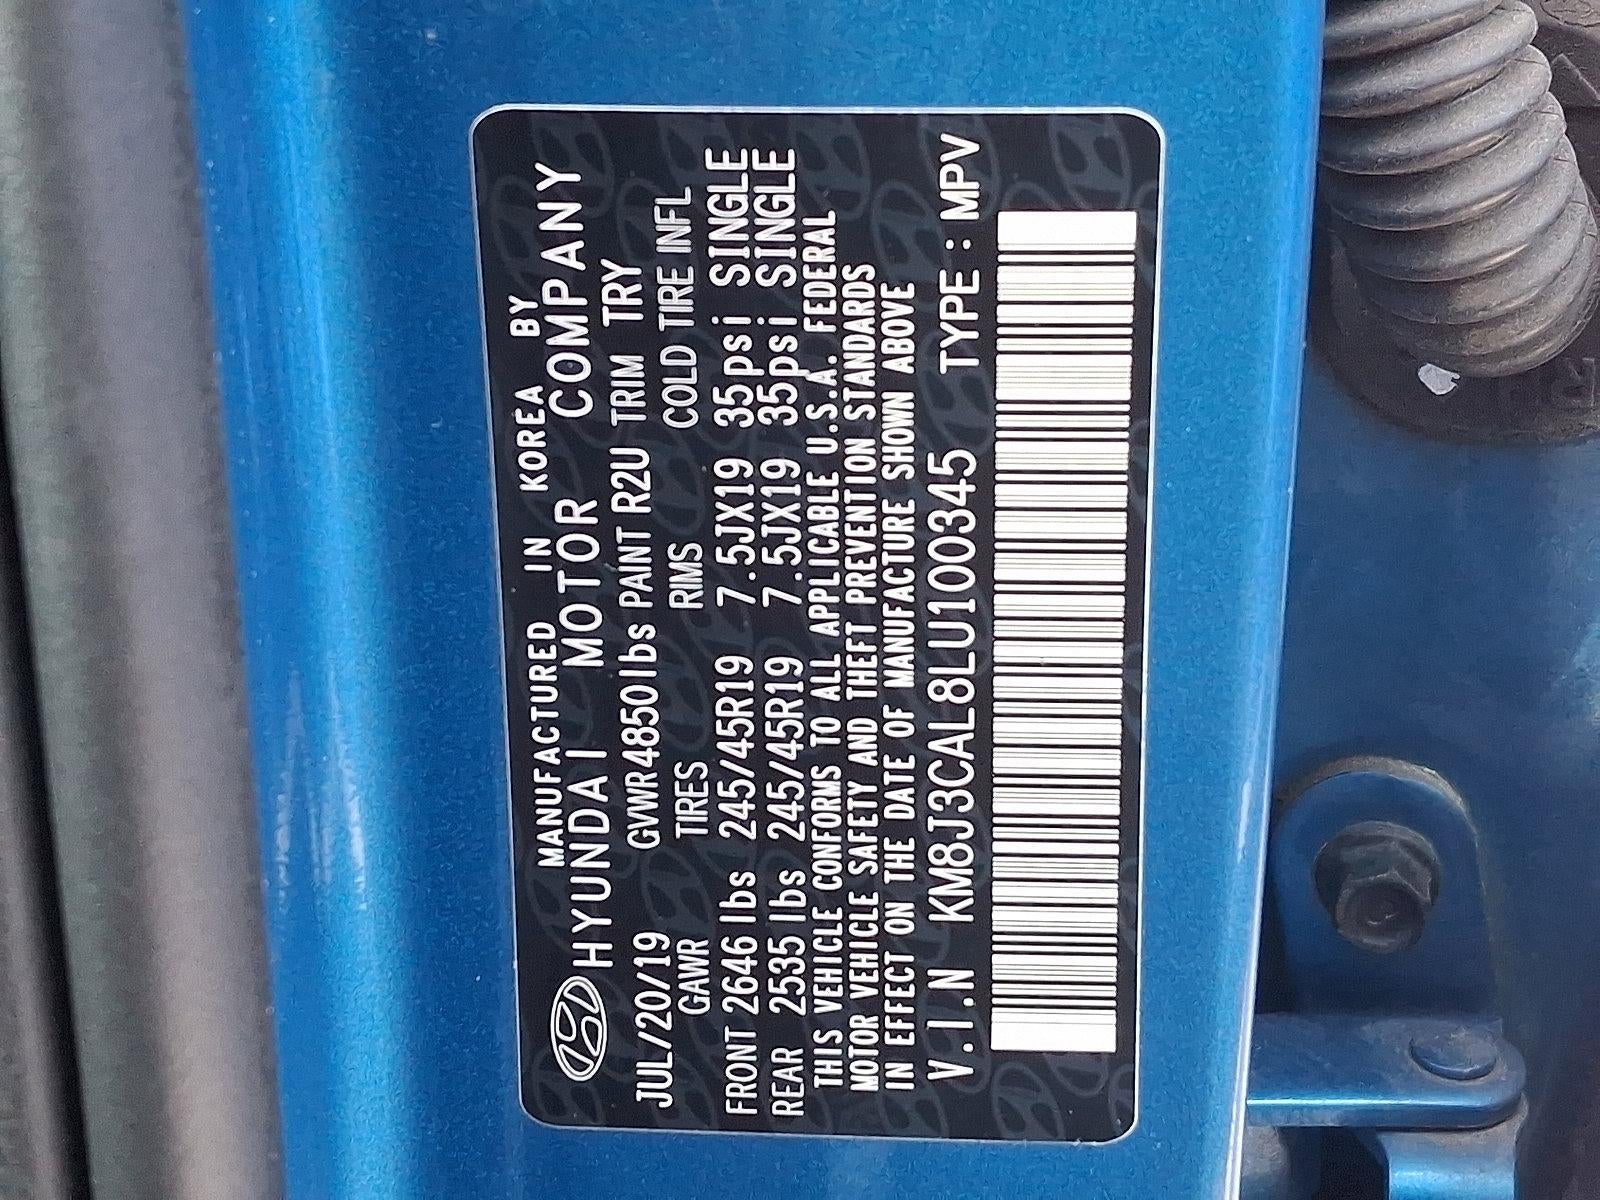 MANUFACTURED IN KOREA BY
HYUNDAI MOTOR COMPANY
JUL/20/19 GVWR4850lbs PAINT R2U TRIM TRY
GAWR TIRES RIMS COLD TIRE INFL
FRONT 2646 lbs 245/45R19 7.5JX19 35psi SINGLE
REAR 2535 lbs 245/45R19 7.5JX19 35psi SINGLE
THIS VEHICLE CONFORMS TO ALL APPLICABLE U.S.A. FEDERAL
MOTOR VEHICLE SAFETY AND THEFT PREVENTION STANDARDS
IN EFFECT ON THE DATE OF MANUFACTURE SHOWN ABOVE
V.I.N KM8J3CAL8LU100345 TYPE : MPV